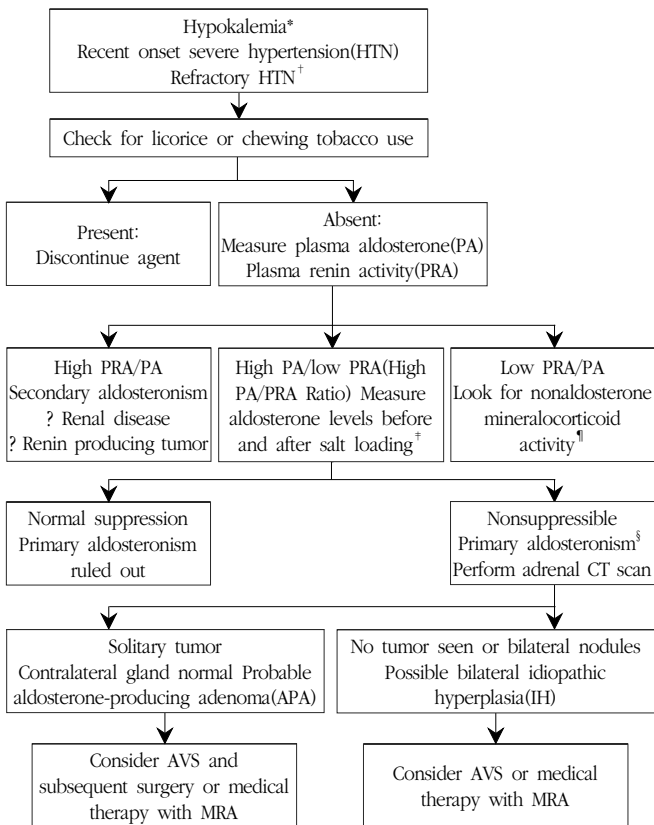 Hypokalemia*
Recent onset severe hypertension(HTN)
Refractory HTN†
Check for licorice or chewing tobacco use
Present:
Discontinue agent
Absent:
Measure plasma aldosterone(PA)
Plasma renin activity(PRA)
High PRA/PA
Secondary aldosteronism
? Renal disease
? Renin producing tumor
High PA/low PRA(High
PA/PRA Ratio) Measure
aldosterone levels before
and after salt loading‡
Low PRA/PA
Look for nonaldosterone
mineralocorticoid
activity¶
Normal suppression
Primary aldosteronism
ruled out
Nonsuppressible
Primary aldosteronism§
Perform adrenal CT scan
Solitary tumor
Contralateral gland normal Probable
aldosterone-producing adenoma(APA)
No tumor seen or bilateral nodules
Possible bilateral idiopathic
hyperplasia(IH)
Consider AVS and
subsequent surgery or medical
therapy with MRA
Consider AVS or medical
therapy with MRA